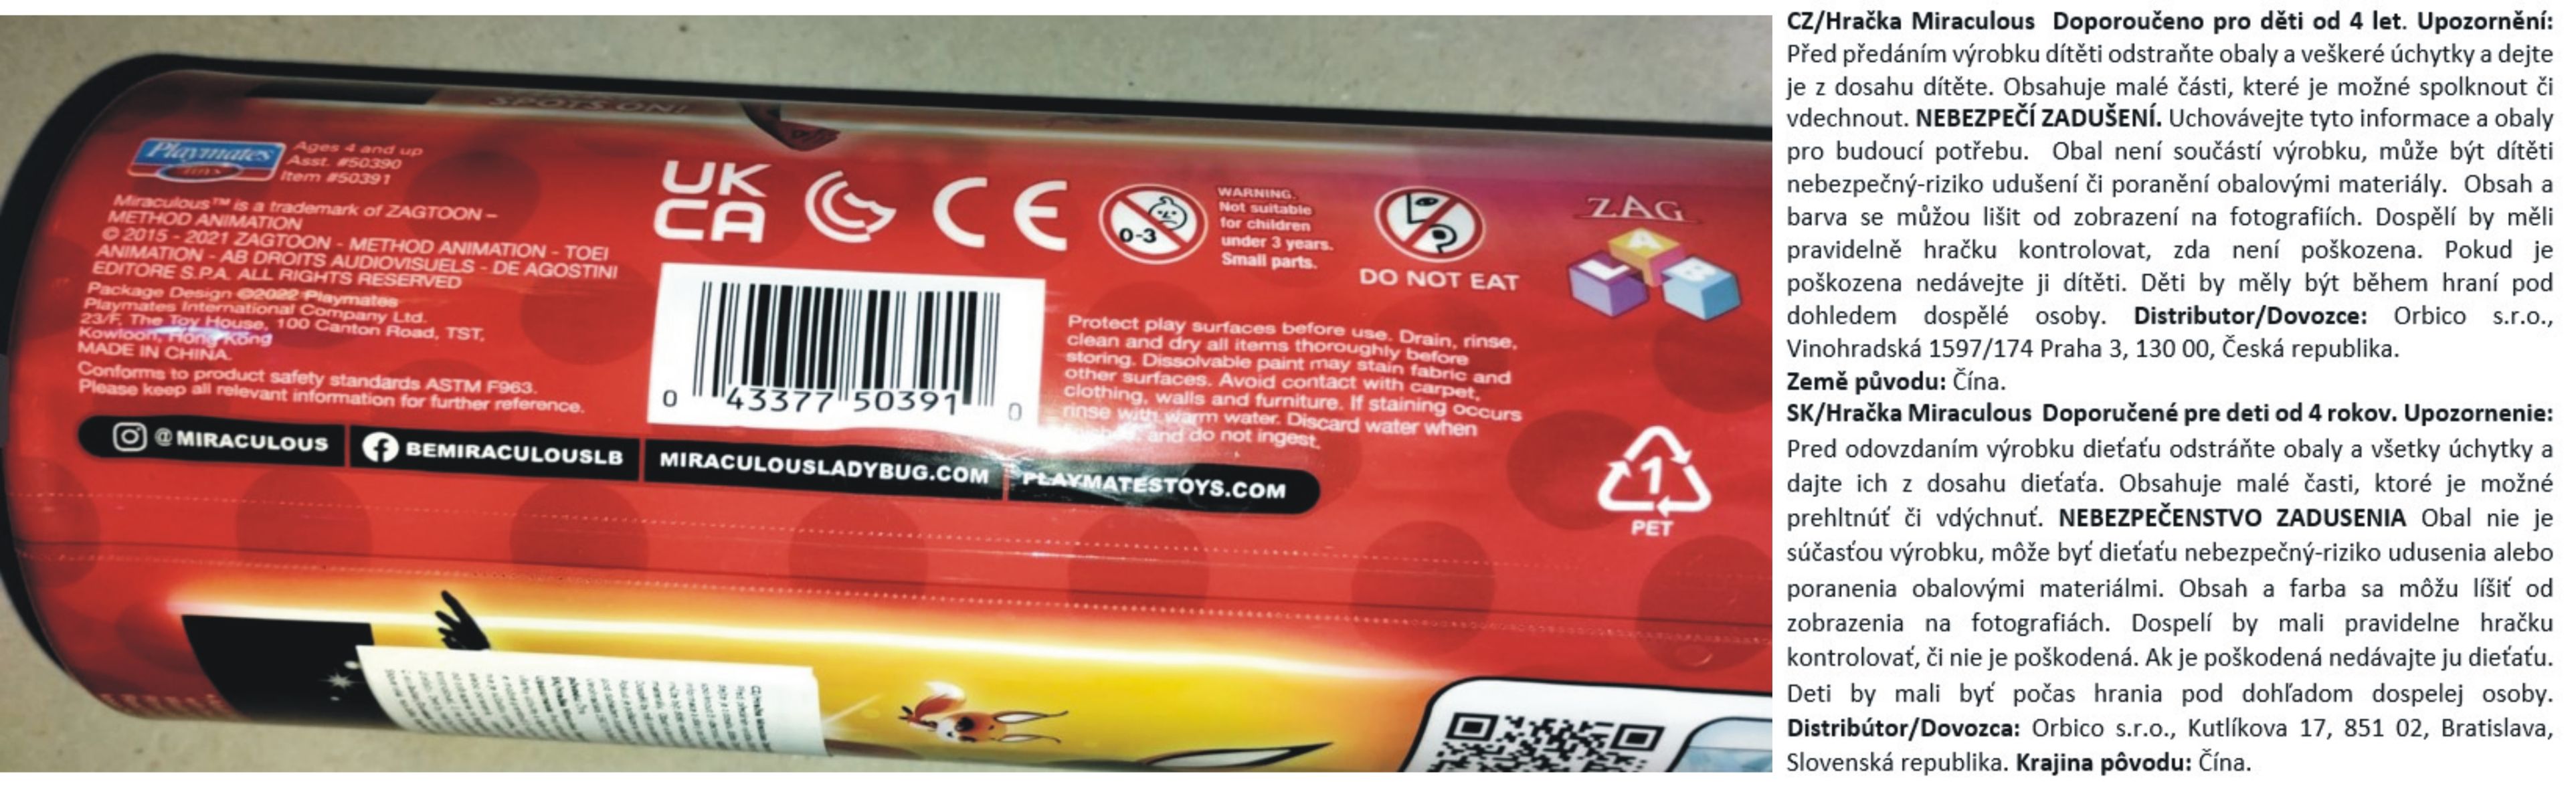 SPOTS ON!
Playmates
toys
Ages 4 and up
Asst. #50390
Item #50391
Miraculous™ is a trademark of ZAGTOON –
METHOD ANIMATION
© 2015 - 2021 ZAGTOON - METHOD ANIMATION - TOEI
ANIMATION - AB DROITS AUDIOVISUELS - DE AGOSTINI
EDITORE S.P.A. ALL RIGHTS RESERVED
Package Design ©2022 Playmates
Playmates International Company Ltd.
23/F, The Toy House, 100 Canton Road, TST,
Kowloon, Hong Kong
MADE IN CHINA.
Conforms to product safety standards ASTM F963.
Please keep all relevant information for further reference.
UK
CA
CE
0-3
WARNING.
Not suitable
for children
under 3 years.
Small parts.
DO NOT EAT
ZAG
LAB
0 43377 50391 0
Protect play surfaces before use. Drain, rinse,
clean and dry all items thoroughly before
storing. Dissolvable paint may stain fabric and
other surfaces. Avoid contact with carpet,
clothing, walls and furniture. If staining occurs
rinse with warm water. Discard water when
and do not ingest.
@MIRACULOUS
BEMIRACULOUSLB
MIRACULOUSLADYBUG.COM
PLAYMATESTOYS.COM
1
PET
CZ/Hračka Miraculous Doporoučeno pro děti od 4 let. Upozornění:
Před předáním výrobku dítěti odstraňte obaly a veškeré úchytky a dejte
je z dosahu dítěte. Obsahuje malé části, které je možné spolknout či
vdechnout. NEBEZPEČÍ ZADUŠENÍ. Uchovávejte tyto informace a obaly
pro budoucí potřebu. Obal není součástí výrobku, může být dítěti
nebezpečný-riziko udušení či poranění obalovými materiály. Obsah a
barva se můžou lišit od zobrazení na fotografiích. Dospělí by měli
pravidelně hračku kontrolovat, zda není poškozena. Pokud je
poškozena nedávejte ji dítěti. Děti by měly být během hraní pod
dohledem dospělé osoby. Distributor/Dovozce: Orbico s.r.o.,
Vinohradská 1597/174 Praha 3, 130 00, Česká republika.
Země původu: Čína.
SK/Hračka Miraculous Doporučené pre deti od 4 rokov. Upozornenie:
Pred odovzdaním výrobku dieťaťu odstráňte obaly a všetky úchytky a
dajte ich z dosahu dieťaťa. Obsahuje malé časti, ktoré je možné
prehltnúť či vdýchnuť. NEBEZPEČENSTVO ZADUSENIA Obal nie je
súčasťou výrobku, môže byť dieťaťu nebezpečný-riziko udusenia alebo
poranenia obalovými materiálmi. Obsah a farba sa môžu líšiť od
zobrazenia na fotografiách. Dospelí by mali pravidelne hračku
kontrolovať, či nie je poškodená. Ak je poškodená nedávajte ju dieťaťu.
Deti by mali byť počas hrania pod dohľadom dospelej osoby.
Distribútor/Dovozca: Orbico s.r.o., Kutlíkova 17, 851 02, Bratislava,
Slovenská republika. Krajina pôvodu: Čína.